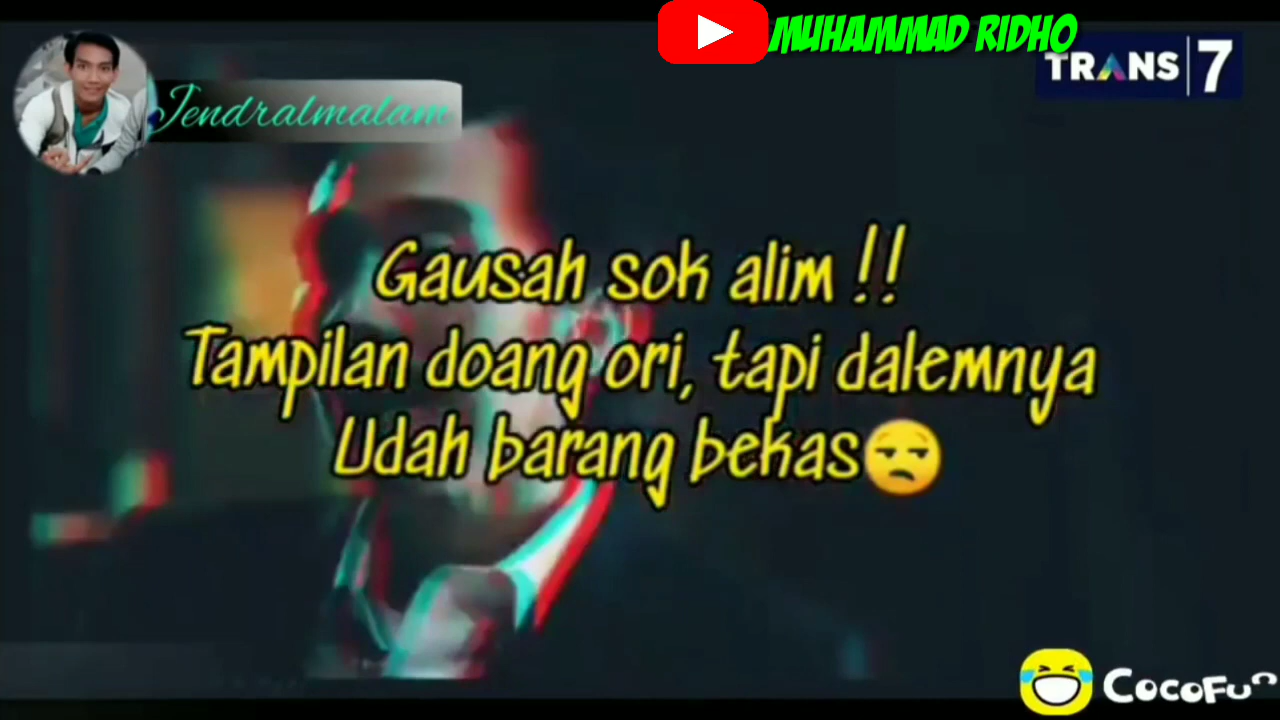 MUHAMMAD RIDHO
TRANS|7
Jendralmalam
Gausah sok alim !!
Tampilan doang ori, tapi dalemnya
Udah barang bekas😒
CocoFun